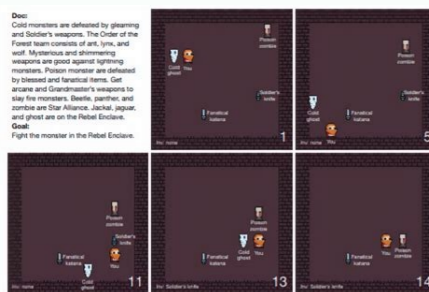 Doc:
Cold monsters are defeated by gleaming
and Soldier's weapons. The Order of the
Forest team consists of ant, lynx, and
wolf. Mysterious and shimmering
weapons are good against lightning
monsters. Poison monster are defeated
by blessed and fanatical items. Get
arcane and Grandmaster's weapons to
slay fire monsters. Beetle, panther, and
zombie are Star Alliance. Jackal, jaguar,
and ghost are on the Rebel Enclave.
Goal:
Fight the monster in the Rebel Enclave.
Poison
zombie
Cold
ghost
You
Soldier's
knife
Fanatical
katana
Inv: none
1
Poison
zombie
Soldier's
knife
Cold
ghost
Fanatical
katana
You
Inv: none
5
Poison
zombie
Soldier's
knife
Fanatical
katana
You
Cold
ghost
Inv: none
11
Poison
zombie
Cold
ghost
You
Fanatical
katana
Inv: Soldier's knife
13
You
Poison
zombie
Fanatical
katana
Inv: Soldier's knife
14